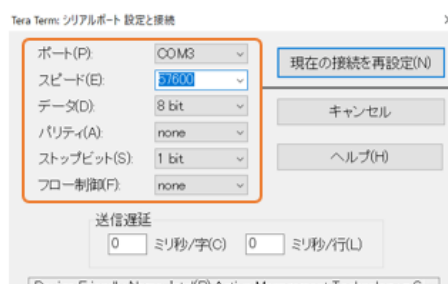 Tera Term: シリアルポート 設定と接続
ポート(P): COM3
現在の接続を再設定(N)
スピード(E): 57600
データ(D): 8 bit
キャンセル
パリティ(A): none
ストップビット(S): 1 bit
ヘルプ(H)
フロー制御(F): none
送信遅延
0 ミリ秒/字(C) 0 ミリ秒/行(L)